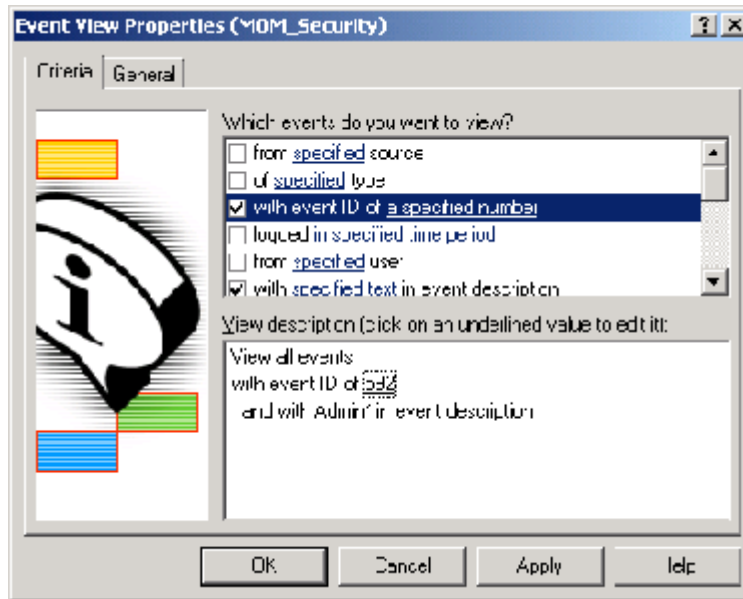 Event View Properties (MOM_Security)
Criteria General
Which events do you want to view?
from specified source
of specified type
with event ID of a specified number
logged in specified time period
from specified user
with specified text in event description
View description (click on an underlined value to edit it):
View all events
with event ID of 592
and with 'Admin*' in event description
OK Cancel Apply Help